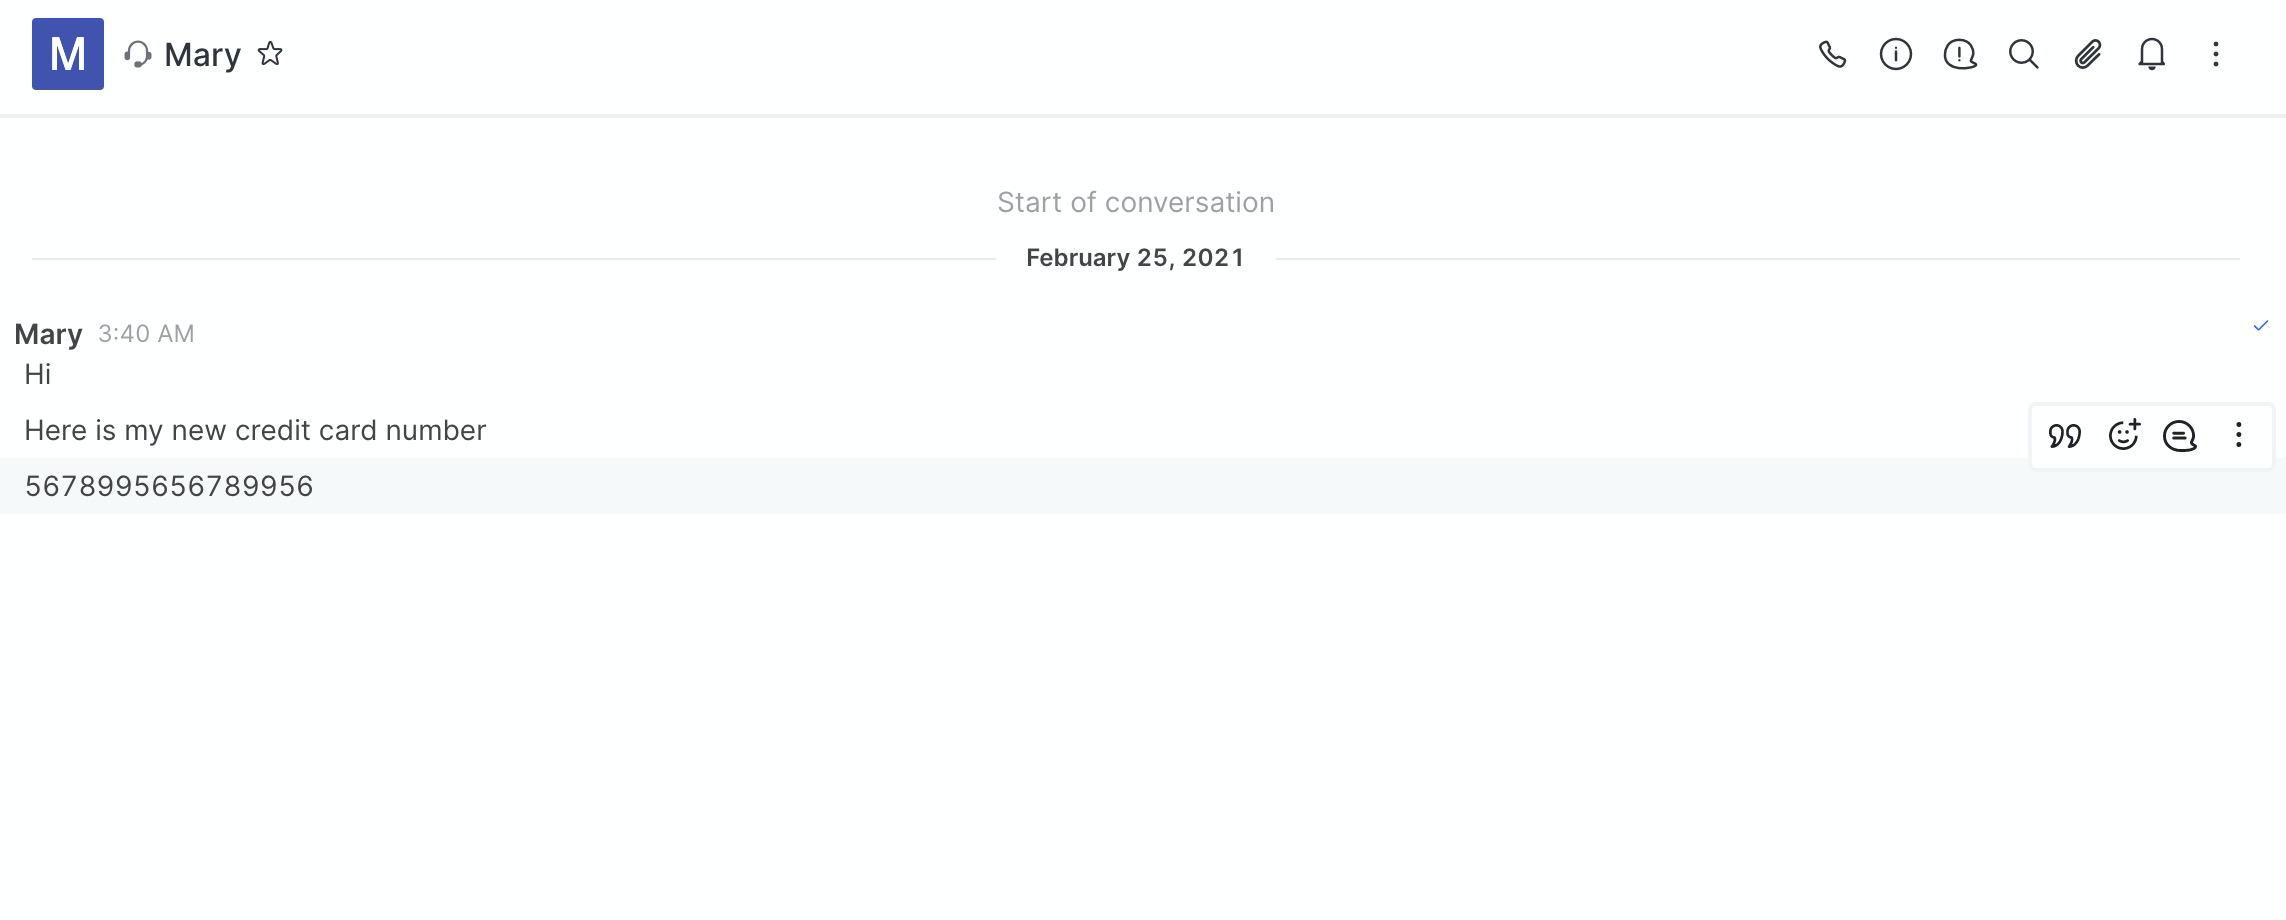 M
Mary
Start of conversation
February 25, 2021
Mary 3:40 AM
Hi
Here is my new credit card number
5678995656789956